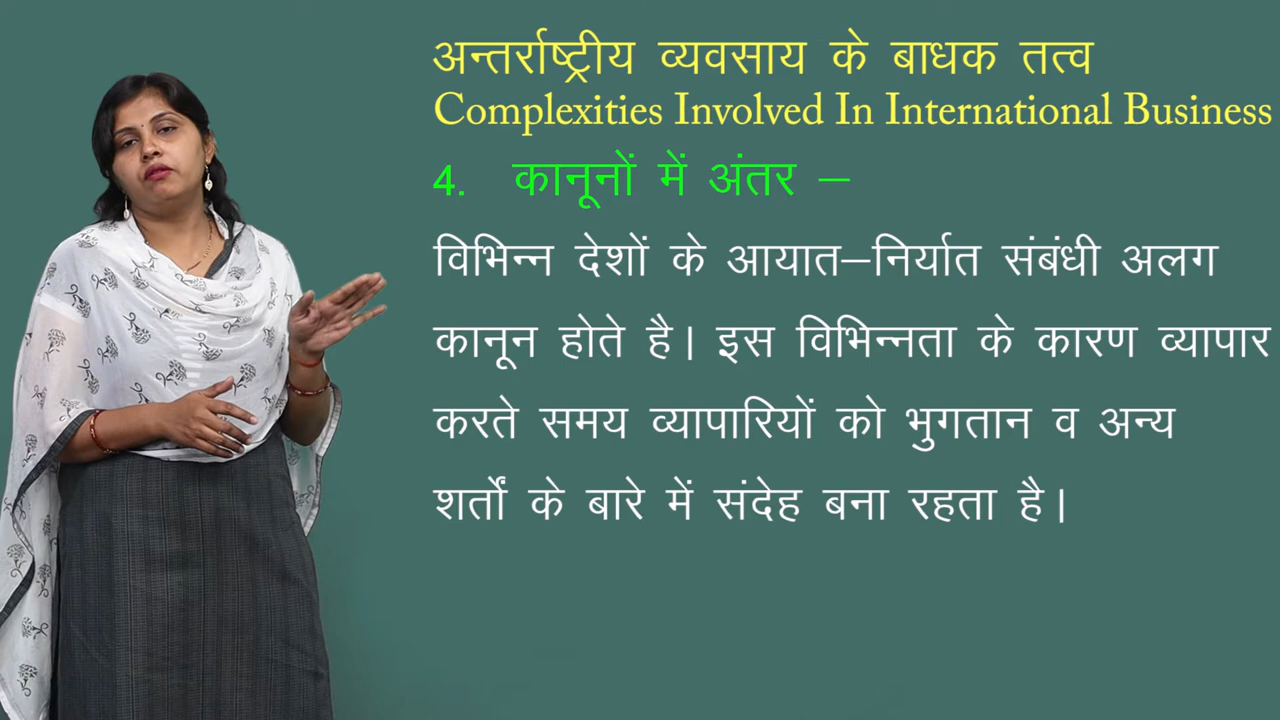 अन्तर्राष्ट्रीय व्यवसाय के बाधक तत्व
Complexities Involved In International Business
4. कानूनों में अंतर –
विभिन्न देशों के आयात–निर्यात संबंधी अलग
कानून होते है। इस विभिन्नता के कारण व्यापार
करते समय व्यापारियों को भुगतान व अन्य
शर्तों के बारे में संदेह बना रहता है।